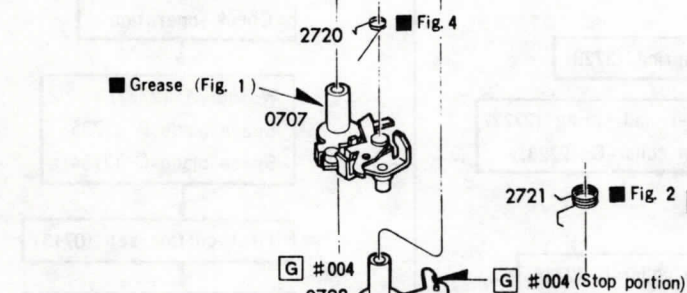 2720 ■ Fig. 4
■ Grease (Fig. 1)
0707
2721 ■ Fig. 2
G #004
G #004 (Stop portion)